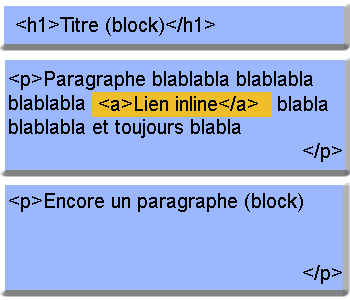 <h1>Titre (block)</h1>
<p>Paragraphe blablabla blablabla
blablabla <a>Lien inline</a> blabla
blablabla et toujours blabla
</p>
<p>Encore un paragraphe (block)
</p>